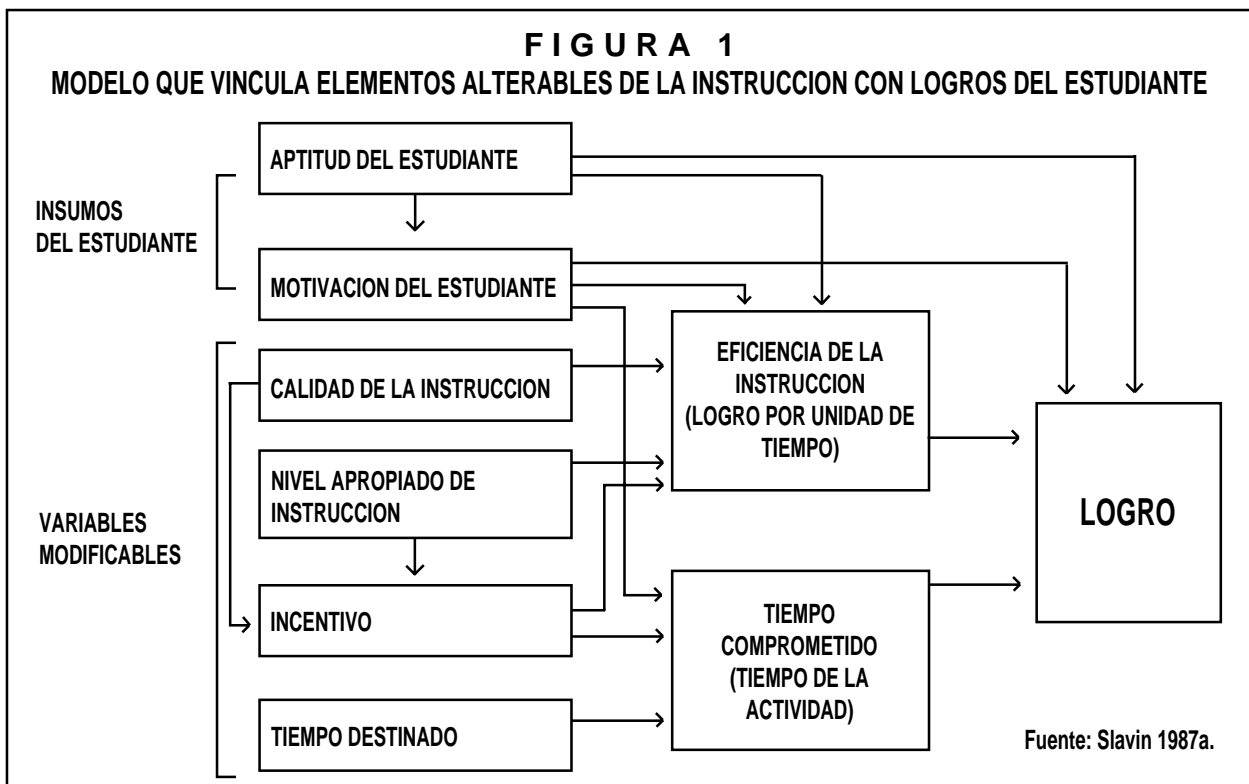 FIGURA 1
MODELO QUE VINCULA ELEMENTOS ALTERABLES DE LA INSTRUCCION CON LOGROS DEL ESTUDIANTE
APTITUD DEL ESTUDIANTE
INSUMOS
DEL ESTUDIANTE
MOTIVACION DEL ESTUDIANTE
CALIDAD DE LA INSTRUCCION
NIVEL APROPIADO DE
INSTRUCCION
VARIABLES
MODIFICABLES
INCENTIVO
TIEMPO DESTINADO
EFICIENCIA DE LA
INSTRUCCION
(LOGRO POR UNIDAD DE
TIEMPO)
TIEMPO
COMPROMETIDO
(TIEMPO DE LA
ACTIVIDAD)
LOGRO
Fuente: Slavin 1987a.